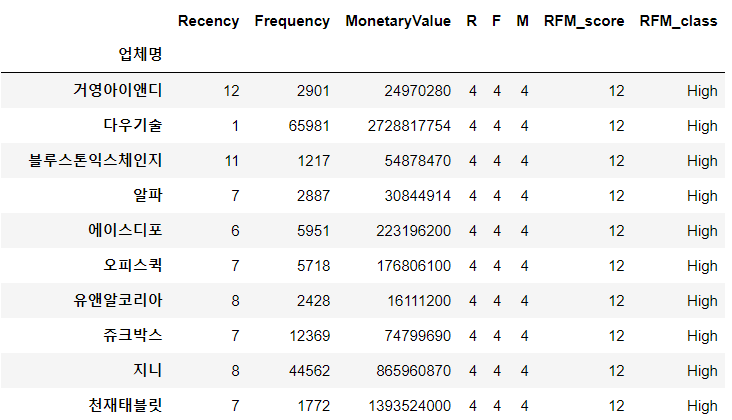 Recency Frequency MonetaryValue R F M RFM_score RFM_class
업체명
거영아이앤디 12 2901 24970280 4 4 4 12 High
다우기술 1 65981 2728817754 4 4 4 12 High
블루스톤익스체인지 11 1217 54878470 4 4 4 12 High
알파 7 2887 30844914 4 4 4 12 High
에이스디포 6 5951 223196200 4 4 4 12 High
오피스퀵 7 5718 176806100 4 4 4 12 High
유앤알코리아 8 2428 16111200 4 4 4 12 High
쥬크박스 7 12369 74799690 4 4 4 12 High
지니 8 44562 865960870 4 4 4 12 High
천재태블릿 7 1772 1393524000 4 4 4 12 High